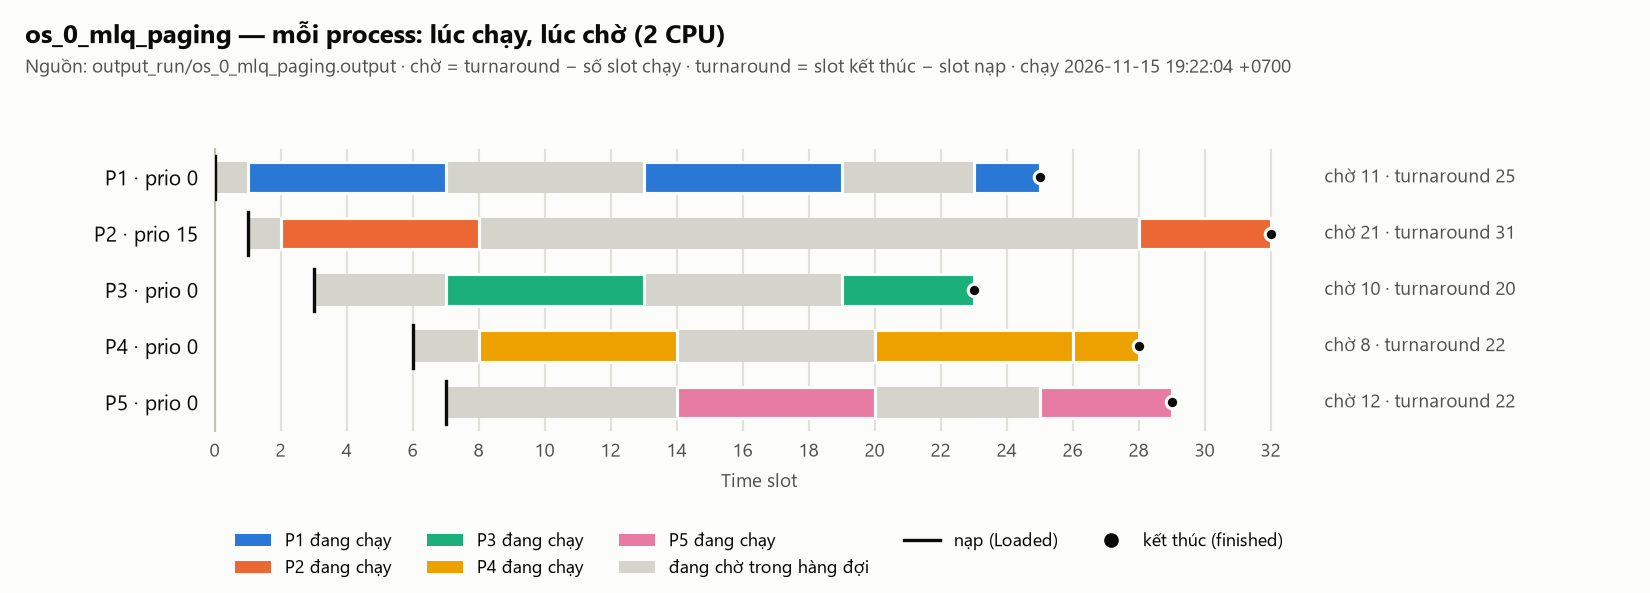 os_0_mlq_paging — mỗi process: lúc chạy, lúc chờ (2 CPU)
Nguồn: output_run/os_0_mlq_paging.output · chờ = turnaround − số slot chạy · turnaround = slot kết thúc − slot nạp · chạy 2026-11-15 19:22:04 +0700
P1 · prio 0
chờ 11 · turnaround 25
P2 · prio 15
chờ 21 · turnaround 31
P3 · prio 0
chờ 10 · turnaround 20
P4 · prio 0
chờ 8 · turnaround 22
P5 · prio 0
chờ 12 · turnaround 22
0 2 4 6 8 10 12 14 16 18 20 22 24 26 28 30 32
Time slot
P1 đang chạy P3 đang chạy P5 đang chạy nạp (Loaded) kết thúc (finished)
P2 đang chạy P4 đang chạy đang chờ trong hàng đợi